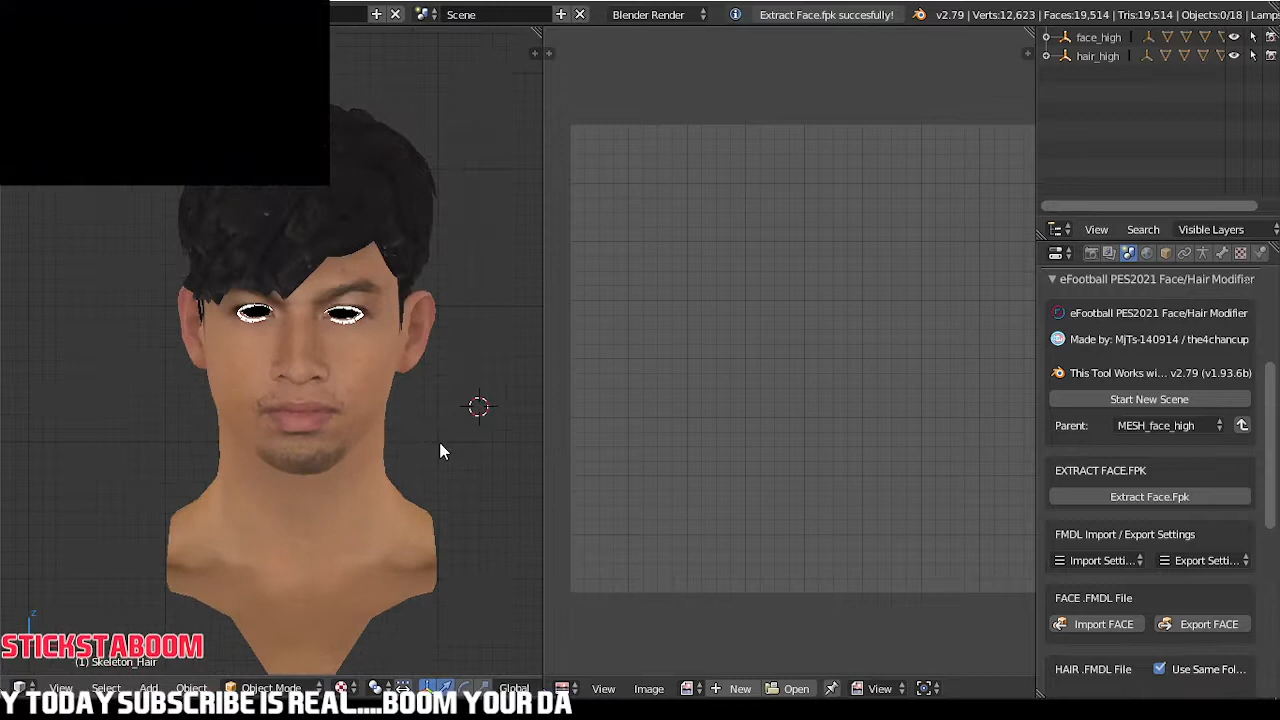 Scene
Blender Render
Extract Face.fpk succesfully!
v2.79 | Verts:12,623 | Faces:19,514 | Tris:19,514 | Objects:0/18 | Lamp
face_high
hair_high
View Search Visible Layers
eFootball PES2021 Face/Hair Modifier
eFootball PES2021 Face/Hair Modifier
Made by: MjTs-140914 / the4chancup
This Tool Works wi... v2.79 (v1.93.6b)
Start New Scene
Parent: MESH_face_high
EXTRACT FACE.FPK
Extract Face.Fpk
FMDL Import / Export Settings
Import Setti... Export Setti...
FACE .FMDL File
Import FACE Export FACE
HAIR .FMDL File Use Same Fol...
z
STICKSTABOOM
(1) Skeleton_Hair
View Select Add Object Object Mode Global
View Image New Open View
Y TODAY SUBSCRIBE IS REAL....BOOM YOUR DA